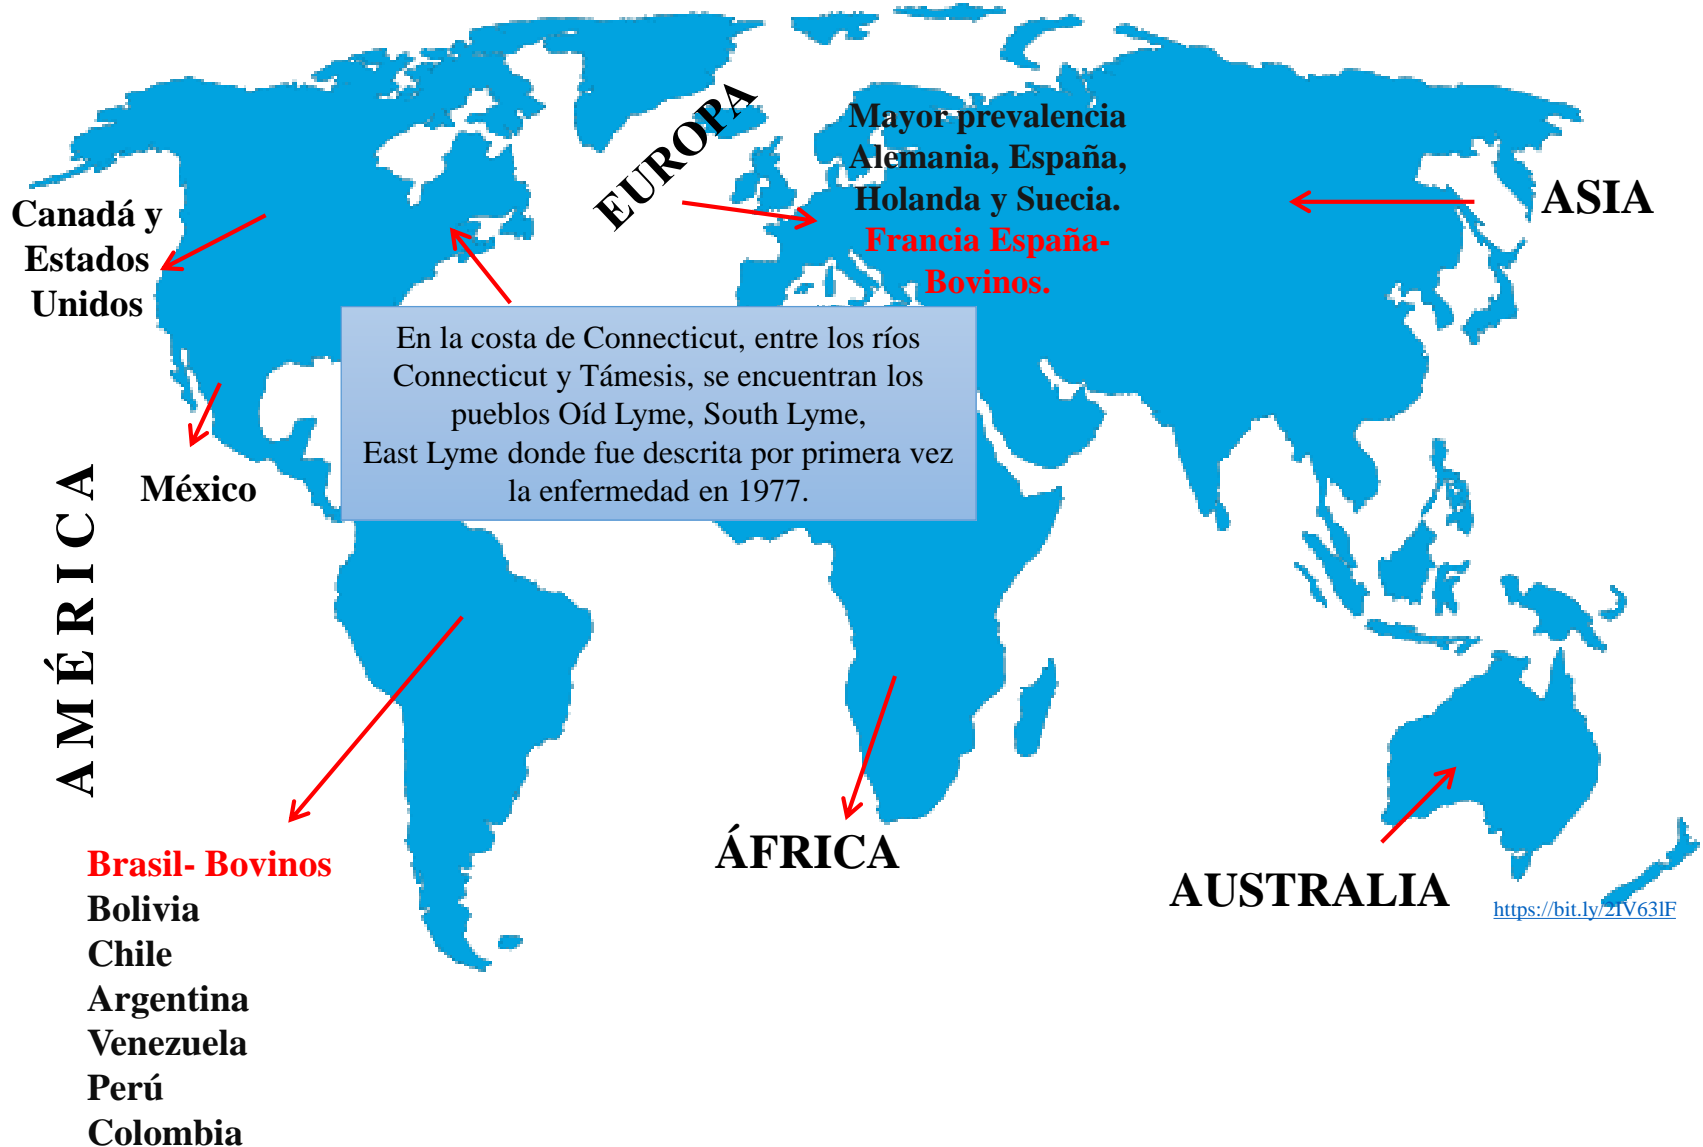 EUROPA
Mayor prevalencia
Alemania, España,
Holanda y Suecia.
Francia España-
Bovinos.
ASIA
Canadá y
Estados
Unidos
En la costa de Connecticut, entre los ríos
Connecticut y Támesis, se encuentran los
pueblos Oíd Lyme, South Lyme,
East Lyme donde fue descrita por primera vez
la enfermedad en 1977.
México
AMÉRICA
ÁFRICA
AUSTRALIA
https://bit.ly/2IV63lF
Brasil- Bovinos
Bolivia
Chile
Argentina
Venezuela
Perú
Colombia